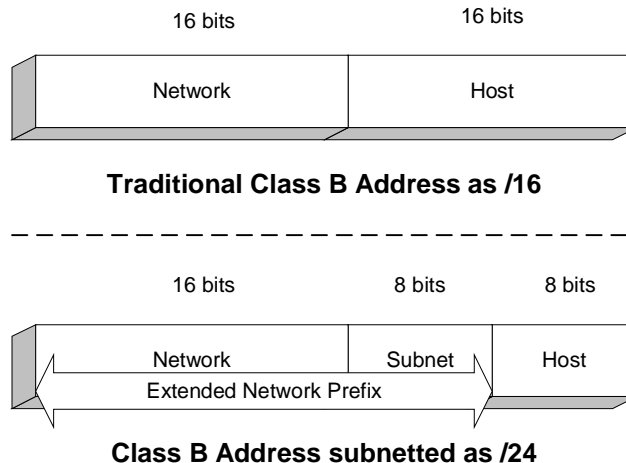 16 bits 16 bits
Network Host
Traditional Class B Address as /16
16 bits 8 bits 8 bits
Network Subnet Host
Extended Network Prefix
Class B Address subnetted as /24